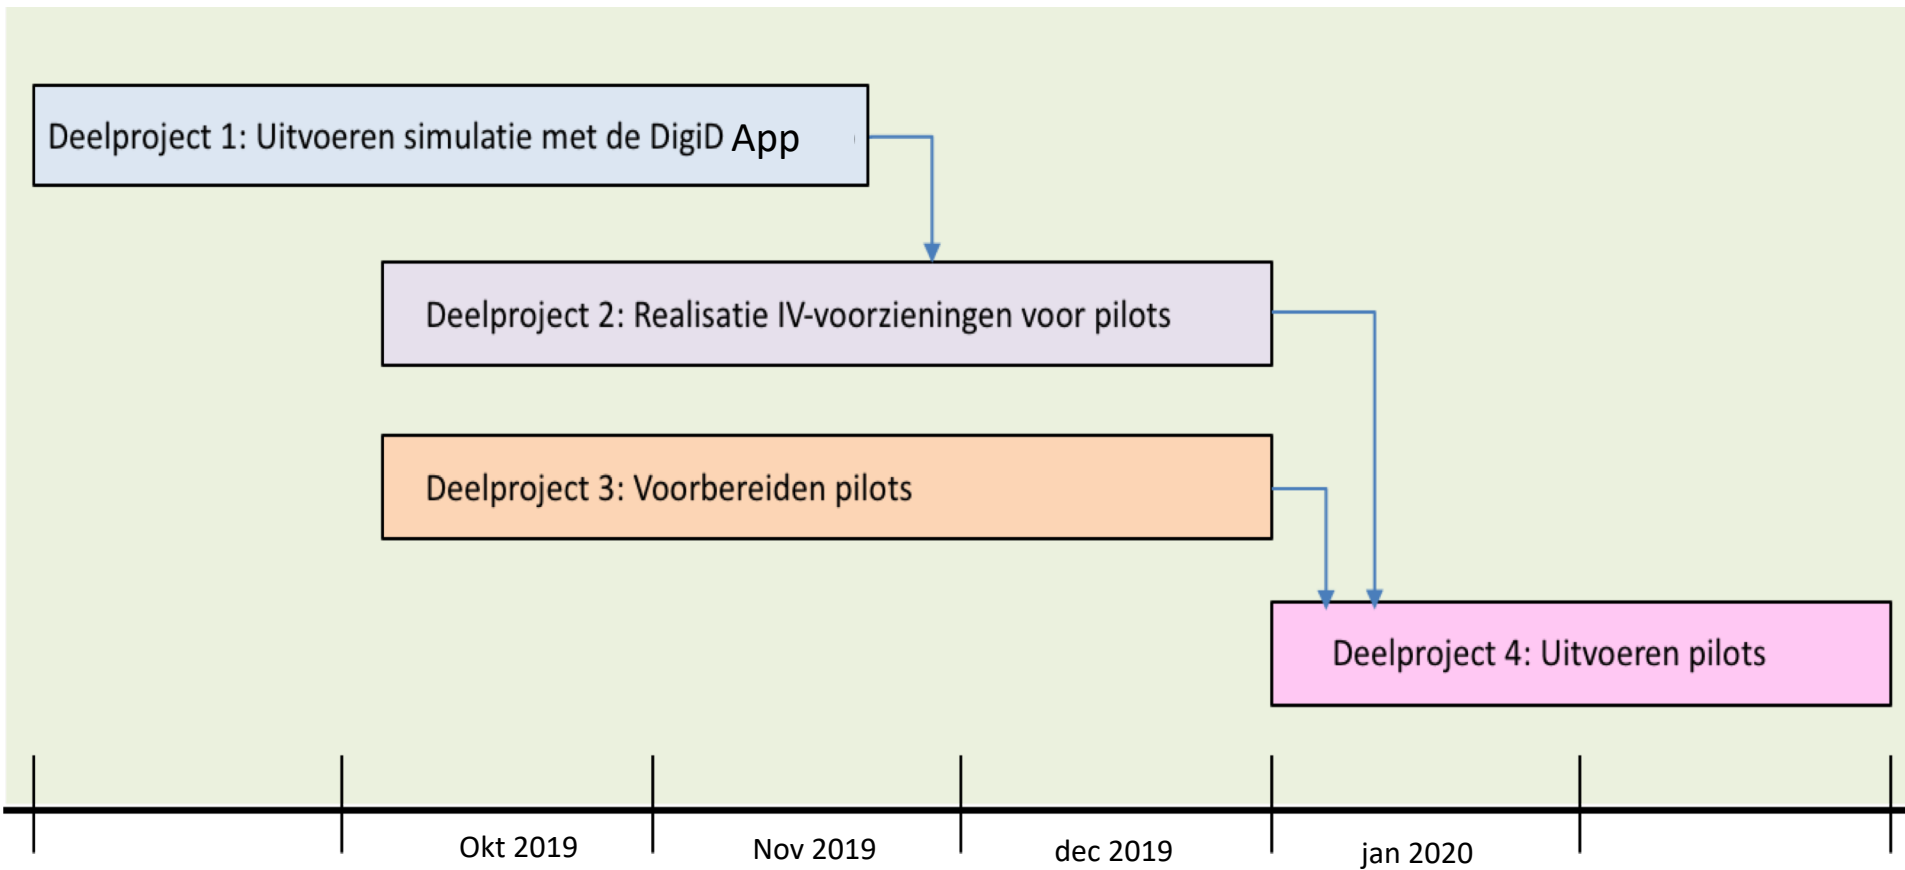 Deelproject 1: Uitvoeren simulatie met de DigiD App
Deelproject 2: Realisatie IV-voorzieningen voor pilots
Deelproject 3: Voorbereiden pilots
Deelproject 4: Uitvoeren pilots
Okt 2019
Nov 2019
dec 2019
jan 2020